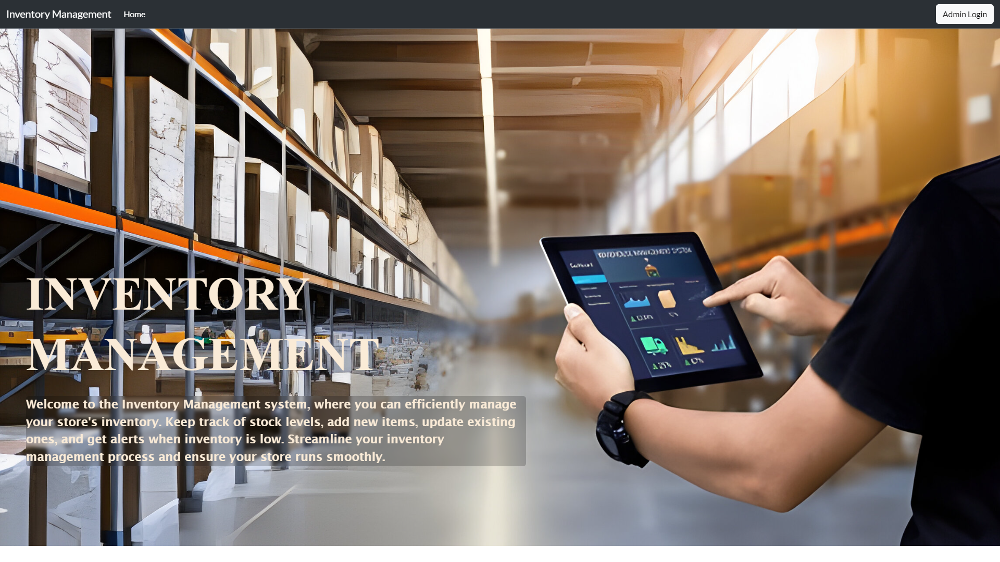 Inventory Management Home Admin Login
INVENTORY
MANAGEMENT
Welcome to the Inventory Management system, where you can efficiently manage
your store's inventory. Keep track of stock levels, add new items, update existing
ones, and get alerts when inventory is low. Streamline your inventory
management process and ensure your store runs smoothly.